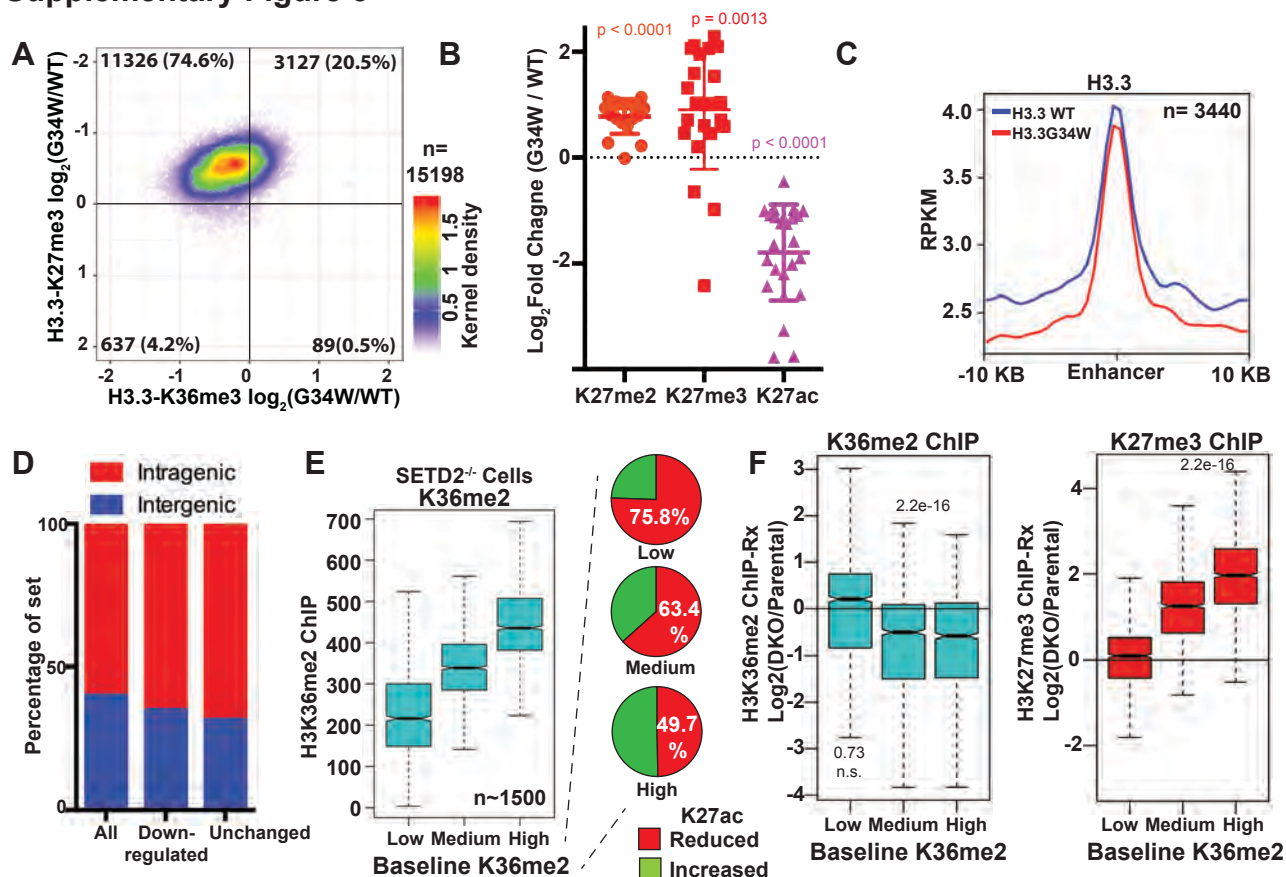 A
11326 (74.6%)
3127 (20.5%)
637 (4.2%)
89(0.5%)
-2
-1
0
1
2
H3.3-K27me3 log2(G34W/WT)
-2 -1 0 1 2
H3.3-K36me3 log2(G34W/WT)
n=
15198
0.5 1 1.5
Kernel density
B
p < 0.0001
p = 0.0013
p < 0.0001
2
0
-2
Log2Fold Chagne (G34W / WT)
K27me2 K27me3 K27ac
C
H3.3
H3.3 WT
H3.3G34W
n= 3440
4.0
3.5
3.0
2.5
RPKM
-10 KB Enhancer 10 KB
D
Intragenic
Intergenic
100
50
0
Percentage of set
All Down-regulated Unchanged
E
SETD2-/- Cells
K36me2
700
600
500
400
300
200
100
0
H3K36me2 ChIP
n~1500
Low Medium High
Baseline K36me2
75.8%
Low
63.4
%
Medium
49.7
%
High
K27ac
Reduced
Increased
F
K36me2 ChIP
2.2e-16
3
2
1
0
-1
-2
-3
-4
H3K36me2 ChIP-Rx
Log2(DKO/Parental)
0.73
n.s.
Low Medium High
Baseline K36me2
K27me3 ChIP
2.2e-16
4
2
0
-2
H3K27me3 ChIP-Rx
Log2(DKO/Parental)
Low Medium High
Baseline K36me2